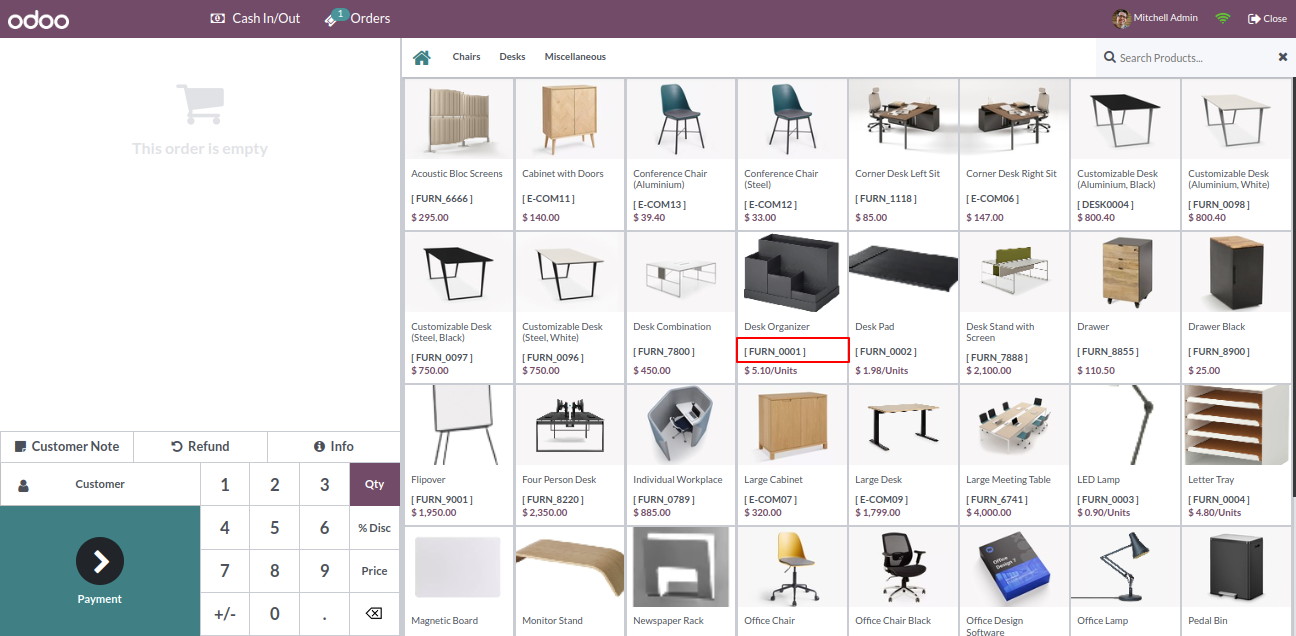 odoo
Cash In/Out
1
Orders
Mitchell Admin
Close
Chairs
Desks
Miscellaneous
Search Products...
This order is empty
Acoustic Bloc Screens
[ FURN_6666 ]
$ 295.00
Cabinet with Doors
[ E-COM11 ]
$ 140.00
Conference Chair
(Aluminium)
[ E-COM13 ]
$ 39.40
Conference Chair
(Steel)
[ E-COM12 ]
$ 33.00
Corner Desk Left Sit
[ FURN_1118 ]
$ 85.00
Corner Desk Right Sit
[ E-COM06 ]
$ 147.00
Customizable Desk
(Aluminium, Black)
[ DESK0004 ]
$ 800.40
Customizable Desk
(Aluminium, White)
[ FURN_0098 ]
$ 800.40
Customizable Desk
(Steel, Black)
[ FURN_0097 ]
$ 750.00
Customizable Desk
(Steel, White)
[ FURN_0096 ]
$ 750.00
Desk Combination
[ FURN_7800 ]
$ 450.00
Desk Organizer
[ FURN_0001 ]
$ 5.10/Units
Desk Pad
[ FURN_0002 ]
$ 1.98/Units
Desk Stand with
Screen
[ FURN_7888 ]
$ 2,100.00
Drawer
[ FURN_8855 ]
$ 110.50
Drawer Black
[ FURN_8900 ]
$ 25.00
Flipover
[ FURN_9001 ]
$ 1,950.00
Four Person Desk
[ FURN_8220 ]
$ 2,350.00
Individual Workplace
[ FURN_0789 ]
$ 885.00
Large Cabinet
[ E-COM07 ]
$ 320.00
Large Desk
[ E-COM09 ]
$ 1,799.00
Large Meeting Table
[ FURN_6741 ]
$ 4,000.00
LED Lamp
[ FURN_0003 ]
$ 0.90/Units
Letter Tray
[ FURN_0004 ]
$ 4.80/Units
Magnetic Board
Monitor Stand
Newspaper Rack
Office Chair
Office Chair Black
Office
Design
Office Design
Software
Office Lamp
Pedal Bin
Customer Note
Refund
Info
Customer
1
2
3
Qty
4
5
6
% Disc
7
8
9
Price
+/-
0
.
Payment